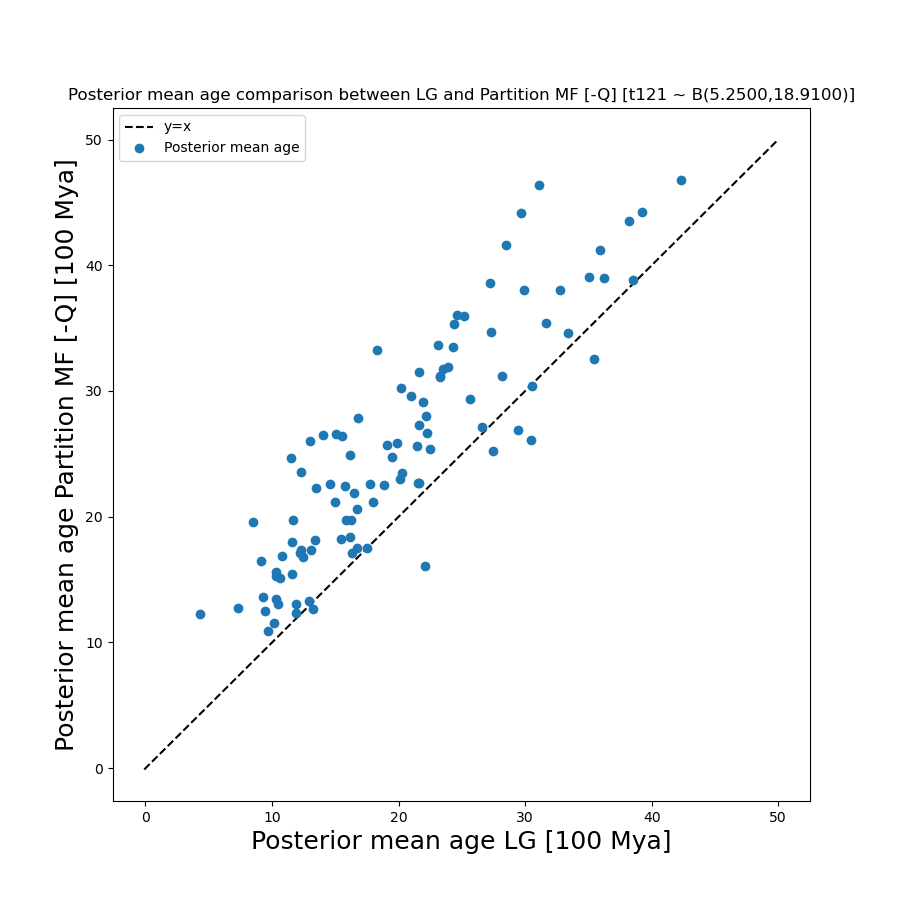 Posterior mean age comparison between LG and Partition MF [-Q] [t121 ~ B(5.2500,18.9100)]
y=x
Posterior mean age
Posterior mean age Partition MF [-Q] [100 Mya]
50
40
30
20
10
0
0 10 20 30 40 50
Posterior mean age LG [100 Mya]